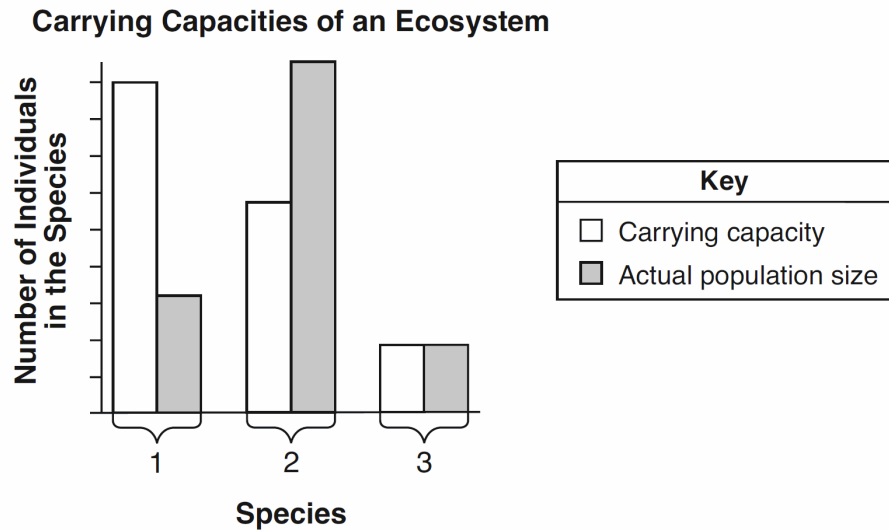 Carrying Capacities of an Ecosystem
Number of Individuals
in the Species
1
2
3
Species
Key
Carrying capacity
Actual population size